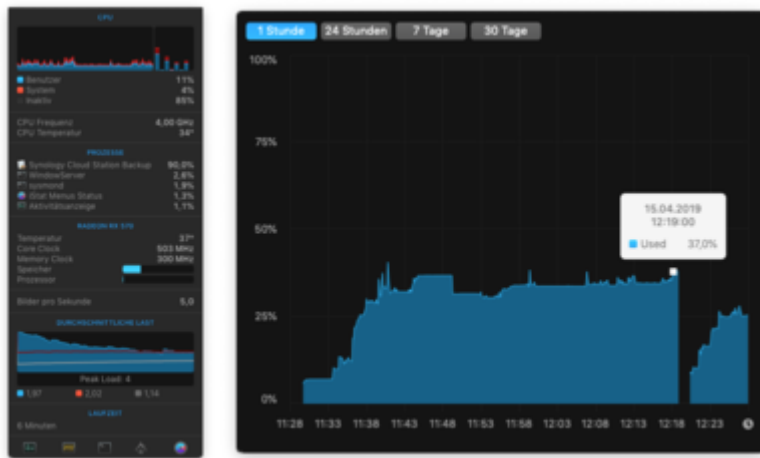 CPU
Benutzer 11%
System 4%
Inaktiv 85%
CPU Frequenz 4,00 GHz
CPU Temperatur 34°
PROZESSE
Synology Cloud Station Backup 90,0%
WindowServer 2,6%
sysmond 1,9%
iStat Menus Status 1,3%
Aktivitätsanzeige 1,1%
RADEON RX 570
Temperatur 37°
Core Clock 503 MHz
Memory Clock 300 MHz
Speicher
Prozessor
Bilder pro Sekunde 5,0
DURCHSCHNITTLICHE LAST
Peak Load: 4
1,97 2,02 1,14
LAUFZEIT
6 Minuten
1 Stunde 24 Stunden 7 Tage 30 Tage
100%
75%
50%
25%
0%
15.04.2019
12:19:00
Used 37,0%
11:28 11:33 11:38 11:43 11:48 11:53 11:58 12:03 12:08 12:13 12:18 12:23